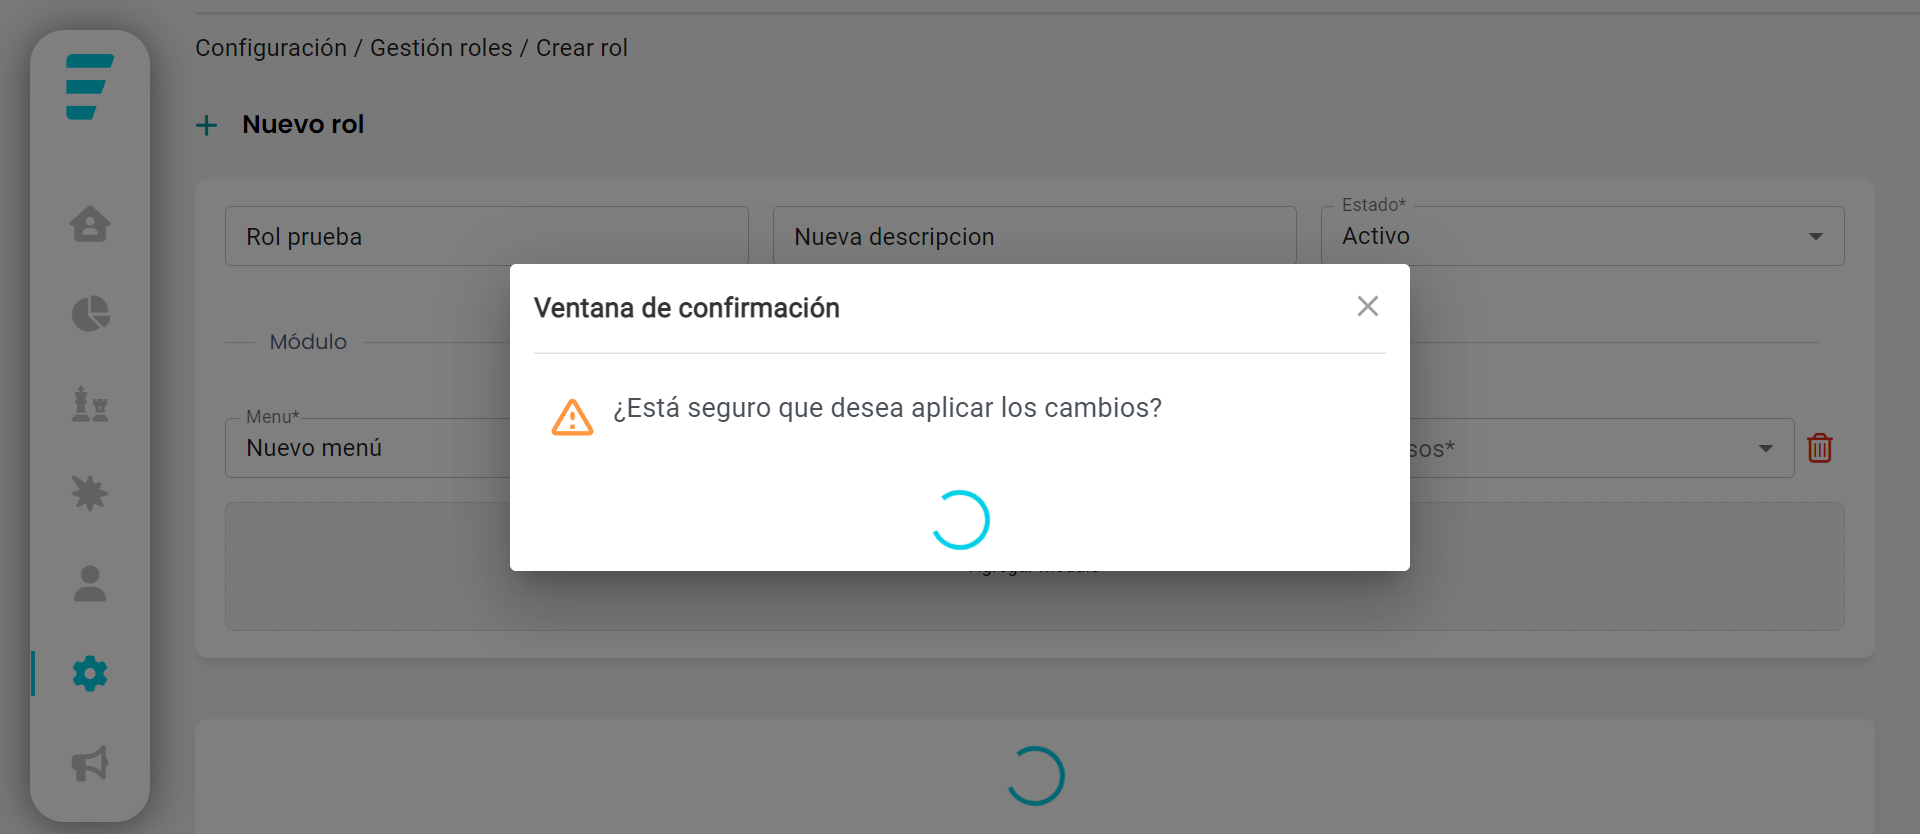 Configuración / Gestión roles / Crear rol
Nuevo rol
Estado*
Rol prueba
Nueva descripcion
Activo
Ventana de confirmación
Módulo
¿Está seguro que desea aplicar los cambios?
Menu*
Nuevo menú